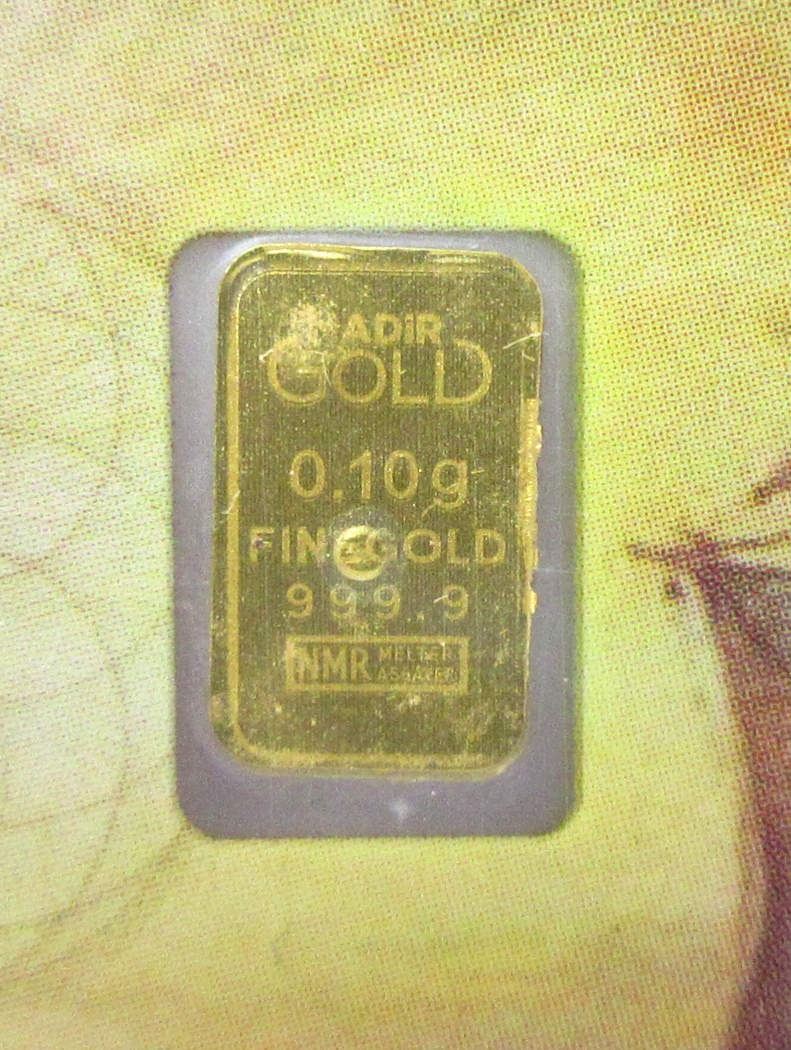 ADiR
GOLD
0.10g
FINE GOLD
999.9
NMR MELTER
ASSAYER